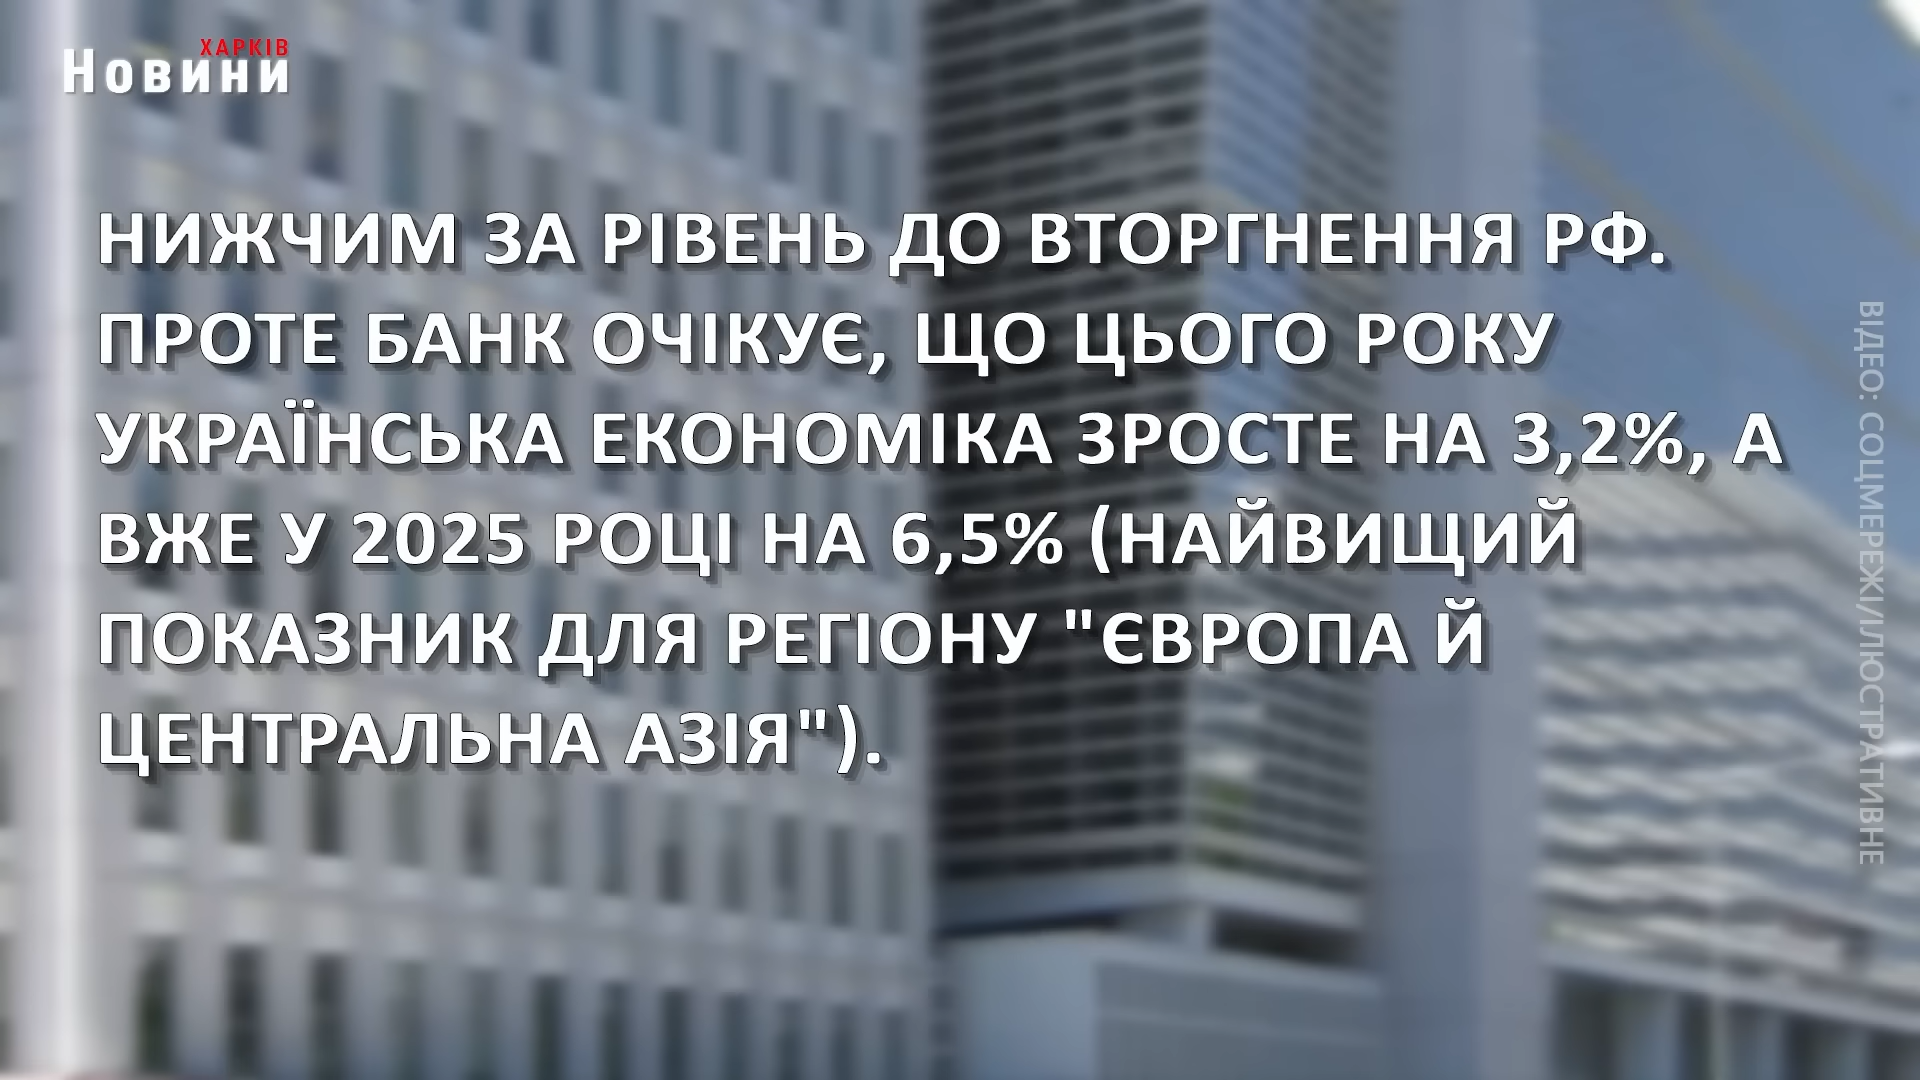 ХАРКІВ
Новини
НИЖЧИМ ЗА РІВЕНЬ ДО ВТОРГНЕННЯ РФ.
ПРОТЕ БАНК ОЧІКУЄ, ЩО ЦЬОГО РОКУ
УКРАЇНСЬКА ЕКОНОМІКА ЗРОСТЕ НА 3,2%, А
ВЖЕ У 2025 РОЦІ НА 6,5% (НАЙВИЩИЙ
ПОКАЗНИК ДЛЯ РЕГІОНУ "ЄВРОПА Й
ЦЕНТРАЛЬНА АЗІЯ").
ВІДЕО: СОЦМЕРЕЖІ/ІЛЮСТРАТИВНЕ